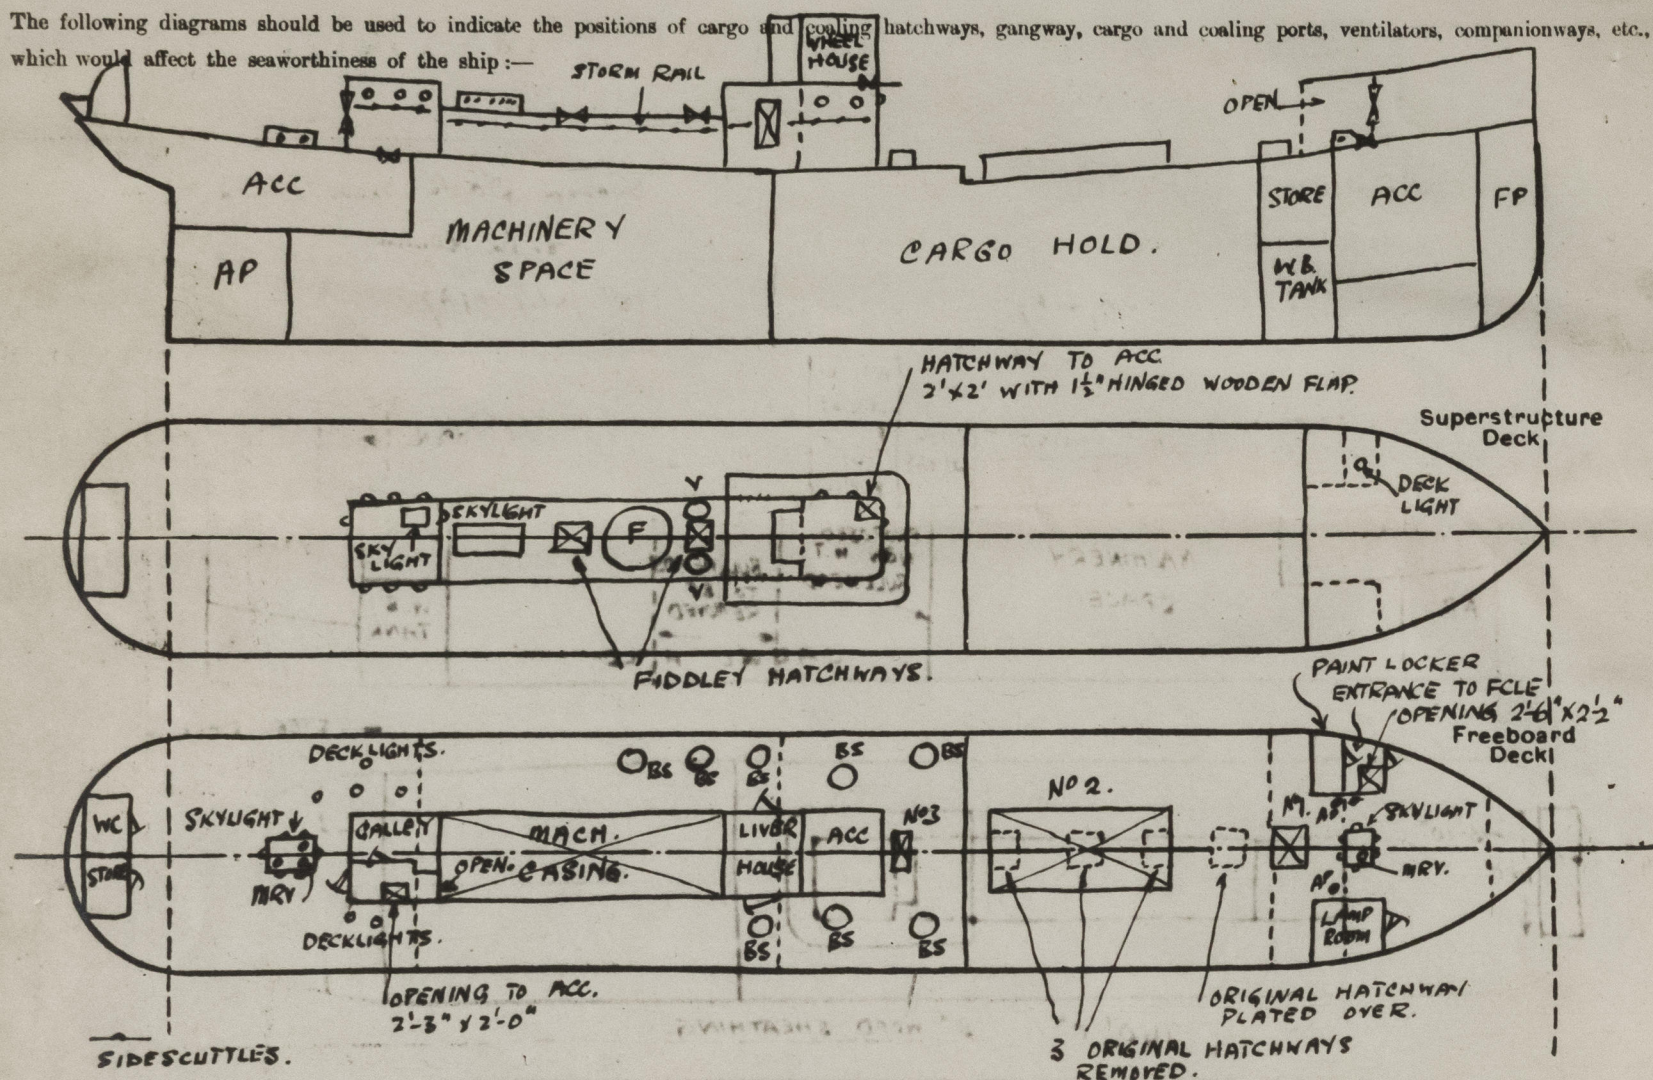 The following diagrams should be used to indicate the positions of cargo and coaling hatchways, gangway, cargo and coaling ports, ventilators, companionways, etc.,
which would affect the seaworthiness of the ship :—
WHEEL
HOUSE
STORM RAIL
OPEN
ACC
MACHINERY
SPACE
CARGO HOLD.
STORE
ACC
FP
AP
W.B.
TANK
HATCHWAY TO ACC
2'X2' WITH 1½" HINGED WOODEN FLAP.
Superstructure
Deck
DECK
LIGHT
V
SKYLIGHT
SKY
LIGHT
F
V
FIDDLEY HATCHWAYS.
PAINT LOCKER
ENTRANCE TO FCLE
OPENING 2'-6"X2'-2"
Freeboard
Deck
DECKLIGHTS.
BS
BS
BS
BS
BS
SKYLIGHT
WC
STORE
MRV
GALLEY
MACH.
CASING.
OPEN.
LIVER
HOUSE
ACC
No3
No2.
No1.
AP
SKYLIGHT
MRV.
AP
LAMP
ROOM
DECKLIGHTS.
BS
BS
BS
OPENING TO ACC.
2'-3" X 2'-0"
ORIGINAL HATCHWAY
PLATED OVER.
3 ORIGINAL HATCHWAYS
REMOVED.
SIDESCUTTLES.